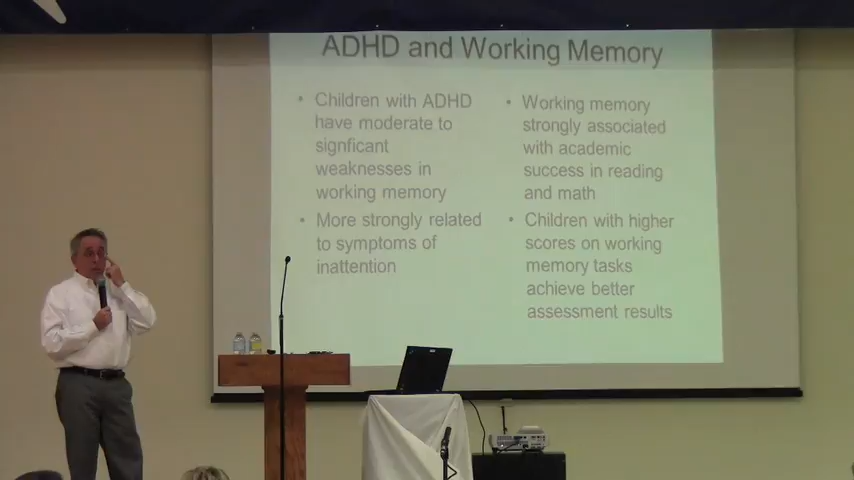 ADHD and Working Memory
• Children with ADHD
have moderate to
signficant
weaknesses in
working memory
• More strongly related
to symptoms of
inattention
• Working memory
strongly associated
with academic
success in reading
and math
• Children with higher
scores on working
memory tasks
achieve better
assessment results